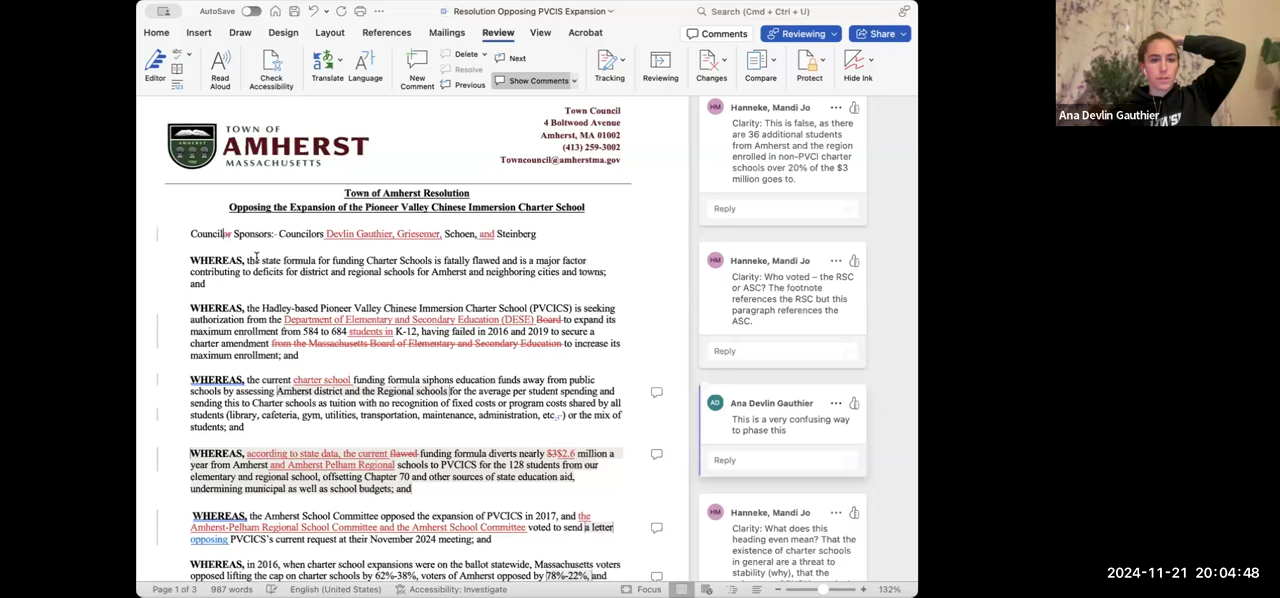 AutoSave
Resolution Opposing PVCIS Expansion
Search (Cmd + Ctrl + U)
Home Insert Draw Design Layout References Mailings Review View Acrobat
Comments Reviewing Share
Editor
Read Aloud
Check Accessibility
Translate
Language
New Comment
Delete
Resolve
Previous
Next
Show Comments
Tracking
Reviewing
Changes
Compare
Protect
Hide Ink
TOWN OF
AMHERST
MASSACHUSETTS
Town Council
4 Boltwood Avenue
Amherst, MA 01002
(413) 259-3002
Towncouncil@amherstma.gov
Town of Amherst Resolution
Opposing the Expansion of the Pioneer Valley Chinese Immersion Charter School
Councilor Sponsors:- Councilors Devlin Gauthier, Griesemer, Schoen, and Steinberg
WHEREAS, the state formula for funding Charter Schools is fatally flawed and is a major factor
contributing to deficits for district and regional schools for Amherst and neighboring cities and towns;
and
WHEREAS, the Hadley-based Pioneer Valley Chinese Immersion Charter School (PVCICS) is seeking
authorization from the Department of Elementary and Secondary Education (DESE) Board to expand its
maximum enrollment from 584 to 684 students in K-12, having failed in 2016 and 2019 to secure a
charter amendment from the Massachusetts Board of Elementary and Secondary Education to increase its
maximum enrollment; and
WHEREAS, the current charter school funding formula siphons education funds away from public
schools by assessing Amherst district and the Regional schools for the average per student spending and
sending this to Charter schools as tuition with no recognition of fixed costs or program costs shared by all
students (library, cafeteria, gym, utilities, transportation, maintenance, administration, etc.,) or the mix of
students; and
WHEREAS, according to state data, the current flawed funding formula diverts nearly $3$2.6 million a
year from Amherst and Amherst Pelham Regional schools to PVCICS for the 128 students from our
elementary and regional school, offsetting Chapter 70 and other sources of state education aid,
undermining municipal as well as school budgets; and
WHEREAS, the Amherst School Committee opposed the expansion of PVCICS in 2017, and the
Amherst-Pelham Regional School Committee and the Amherst School Committee voted to send a letter
opposing PVCICS's current request at their November 2024 meeting; and
WHEREAS, in 2016, when charter school expansions were on the ballot statewide, Massachusetts voters
opposed lifting the cap on charter schools by 62%-38%, voters of Amherst opposed by 78%-22%, and
HM Hanneke, Mandi Jo
Clarity: This is false, as there
are 36 additional students
from Amherst and the region
enrolled in non-PVCI charter
schools over 20% of the $3
million goes to.
Reply
HM Hanneke, Mandi Jo
Clarity: Who voted – the RSC
or ASC? The footnote
references the RSC but this
paragraph references the
ASC.
Reply
AD Ana Devlin Gauthier
This is a very confusing way
to phase this
Reply
HM Hanneke, Mandi Jo
Clarity: What does this
heading even mean? That the
existence of charter schools
in general are a threat to
stability (why), that the
Page 1 of 3 987 words English (United States) Accessibility: Investigate Focus 132%
Ana Devlin Gauthier
2024-11-21 20:04:48